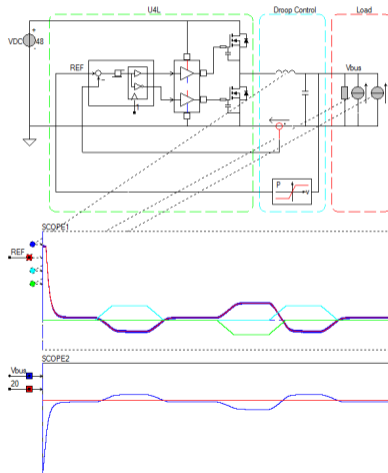 U4L
Droop Control
Load
VDC
48
REF
Vbus
P
v
SCOPE1
REF
SCOPE2
Vbus
20